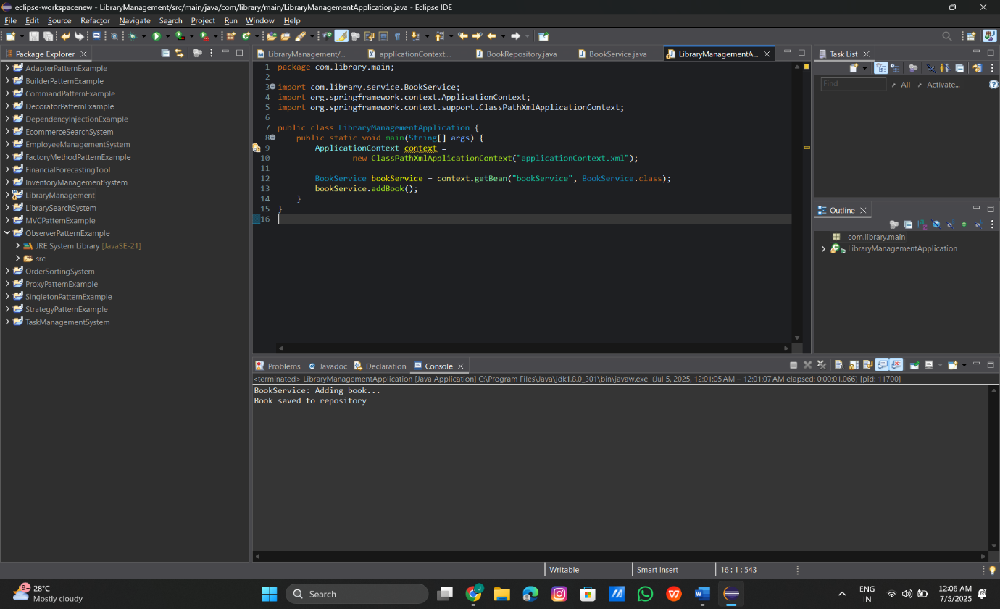 eclipse-workspacenew - LibraryManagement/src/main/java/com/library/main/LibraryManagementApplication.java - Eclipse IDE
File Edit Source Refactor Navigate Search Project Run Window Help
Package Explorer
AdapterPatternExample
BuilderPatternExample
CommandPatternExample
DecoratorPatternExample
DependencyInjectionExample
EcommerceSearchSystem
EmployeeManagementSystem
FactoryMethodPatternExample
FinancialForecastingTool
InventoryManagementSystem
LibraryManagement
LibrarySearchSystem
MVCPatternExample
ObserverPatternExample
JRE System Library [JavaSE-21]
src
OrderSortingSystem
ProxyPatternExample
SingletonPatternExample
StrategyPatternExample
TaskManagementSystem
LibraryManagement/... applicationContext.... BookRepository.java BookService.java LibraryManagementA...
1 package com.library.main;
2
3 import com.library.service.BookService;
4 import org.springframework.context.ApplicationContext;
5 import org.springframework.context.support.ClassPathXmlApplicationContext;
6
7 public class LibraryManagementApplication {
8 public static void main(String[] args) {
9 ApplicationContext context =
10 new ClassPathXmlApplicationContext("applicationContext.xml");
11
12 BookService bookService = context.getBean("bookService", BookService.class);
13 bookService.addBook();
14 }
15 }
16
Task List
Find All Activate...
Outline
com.library.main
LibraryManagementApplication
Problems Javadoc Declaration Console
<terminated> LibraryManagementApplication [Java Application] C:\Program Files\Java\jdk1.8.0_301\bin\javaw.exe (Jul 5, 2025, 12:01:05 AM – 12:01:07 AM elapsed: 0:00:01.066) [pid: 11700]
BookService: Adding book...
Book saved to repository
Writable Smart Insert 16 : 1 : 543
9+ 28°C
Mostly cloudy
Search
ENG
IN
12:06 AM
7/5/2025